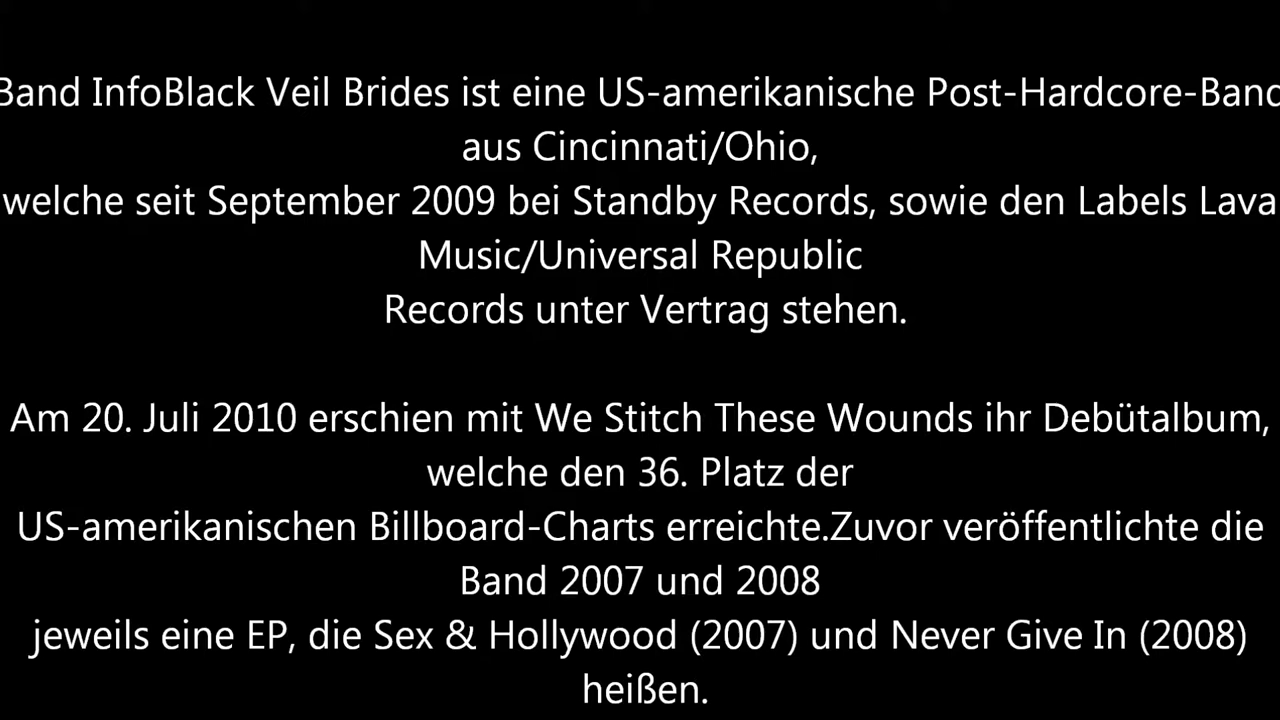 Band InfoBlack Veil Brides ist eine US-amerikanische Post-Hardcore-Band
aus Cincinnati/Ohio,
welche seit September 2009 bei Standby Records, sowie den Labels Lava
Music/Universal Republic
Records unter Vertrag stehen.
Am 20. Juli 2010 erschien mit We Stitch These Wounds ihr Debütalbum,
welche den 36. Platz der
US-amerikanischen Billboard-Charts erreichte.Zuvor veröffentlichte die
Band 2007 und 2008
jeweils eine EP, die Sex & Hollywood (2007) und Never Give In (2008)
heißen.